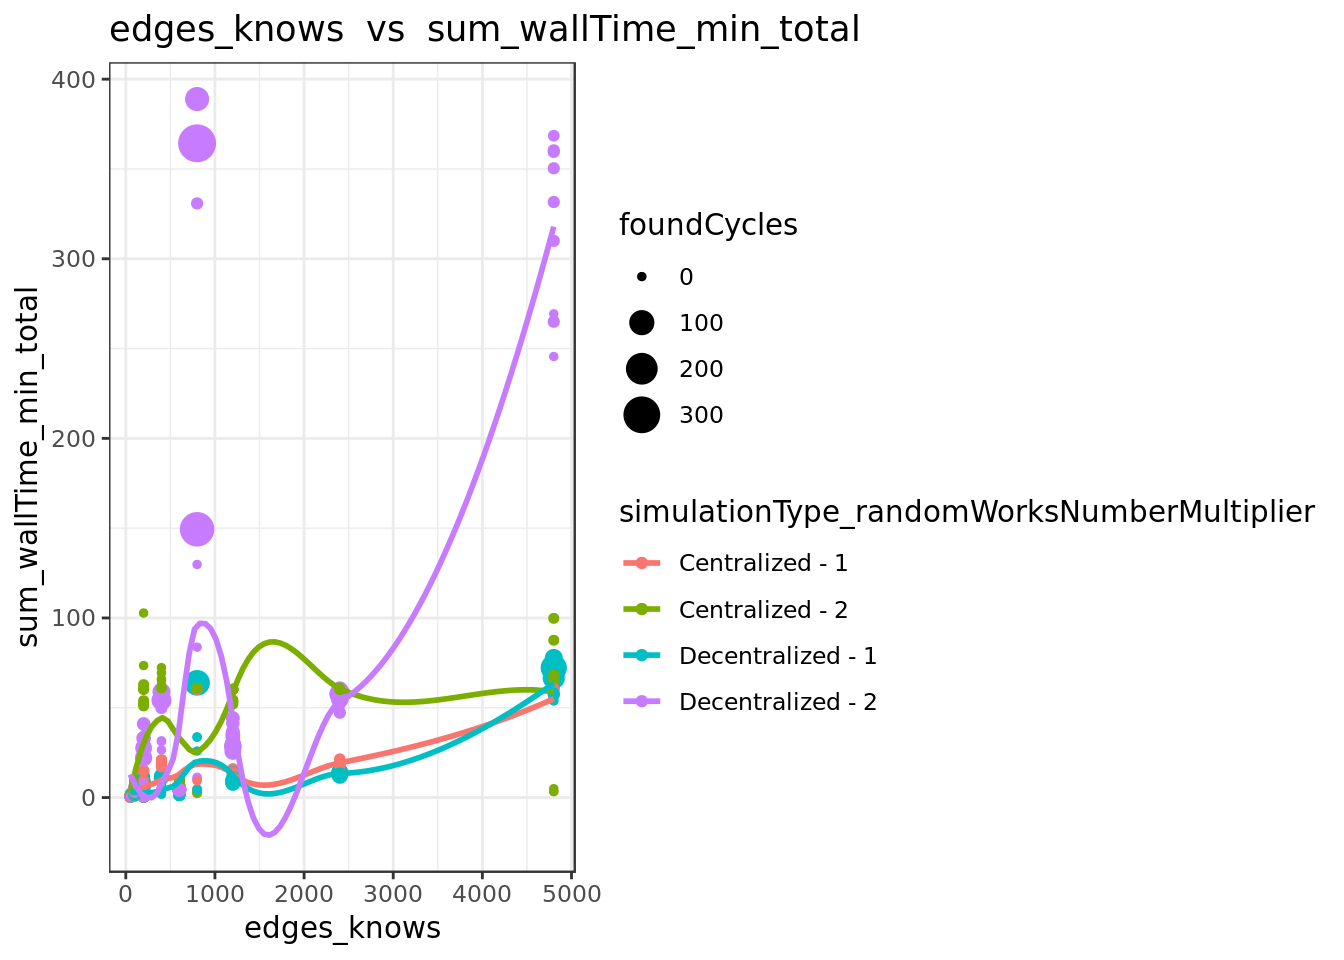 edges_knows  vs  sum_wallTime_min_total
sum_wallTime_min_total
400
300
200
100
0
0 1000 2000 3000 4000 5000
edges_knows
foundCycles
0
100
200
300
simulationType_randomWorksNumberMultiplier
Centralized - 1
Centralized - 2
Decentralized - 1
Decentralized - 2